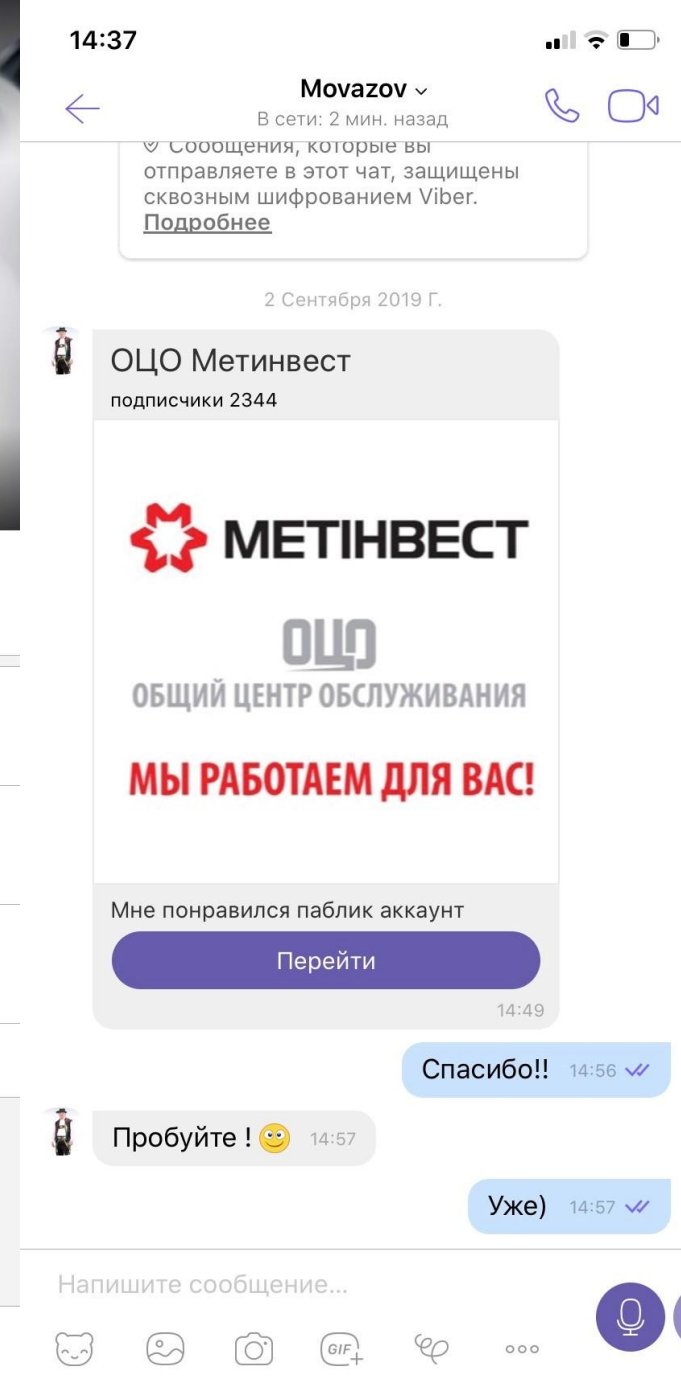 14:37
Movazov
В сети: 2 мин. назад
Сообщения, которые вы
отправляете в этот чат, защищены
сквозным шифрованием Viber.
Подробнее
2 Сентября 2019 Г.
ОЦО Метинвест
подписчики 2344
МЕТІНВЕСТ
ОЦО
ОБЩИЙ ЦЕНТР ОБСЛУЖИВАНИЯ
МЫ РАБОТАЕМ ДЛЯ ВАС!
Мне понравился паблик аккаунт
Перейти
14:49
Спасибо!! 14:56
Пробуйте ! 14:57
Уже) 14:57
Напишите сообщение...
GIF